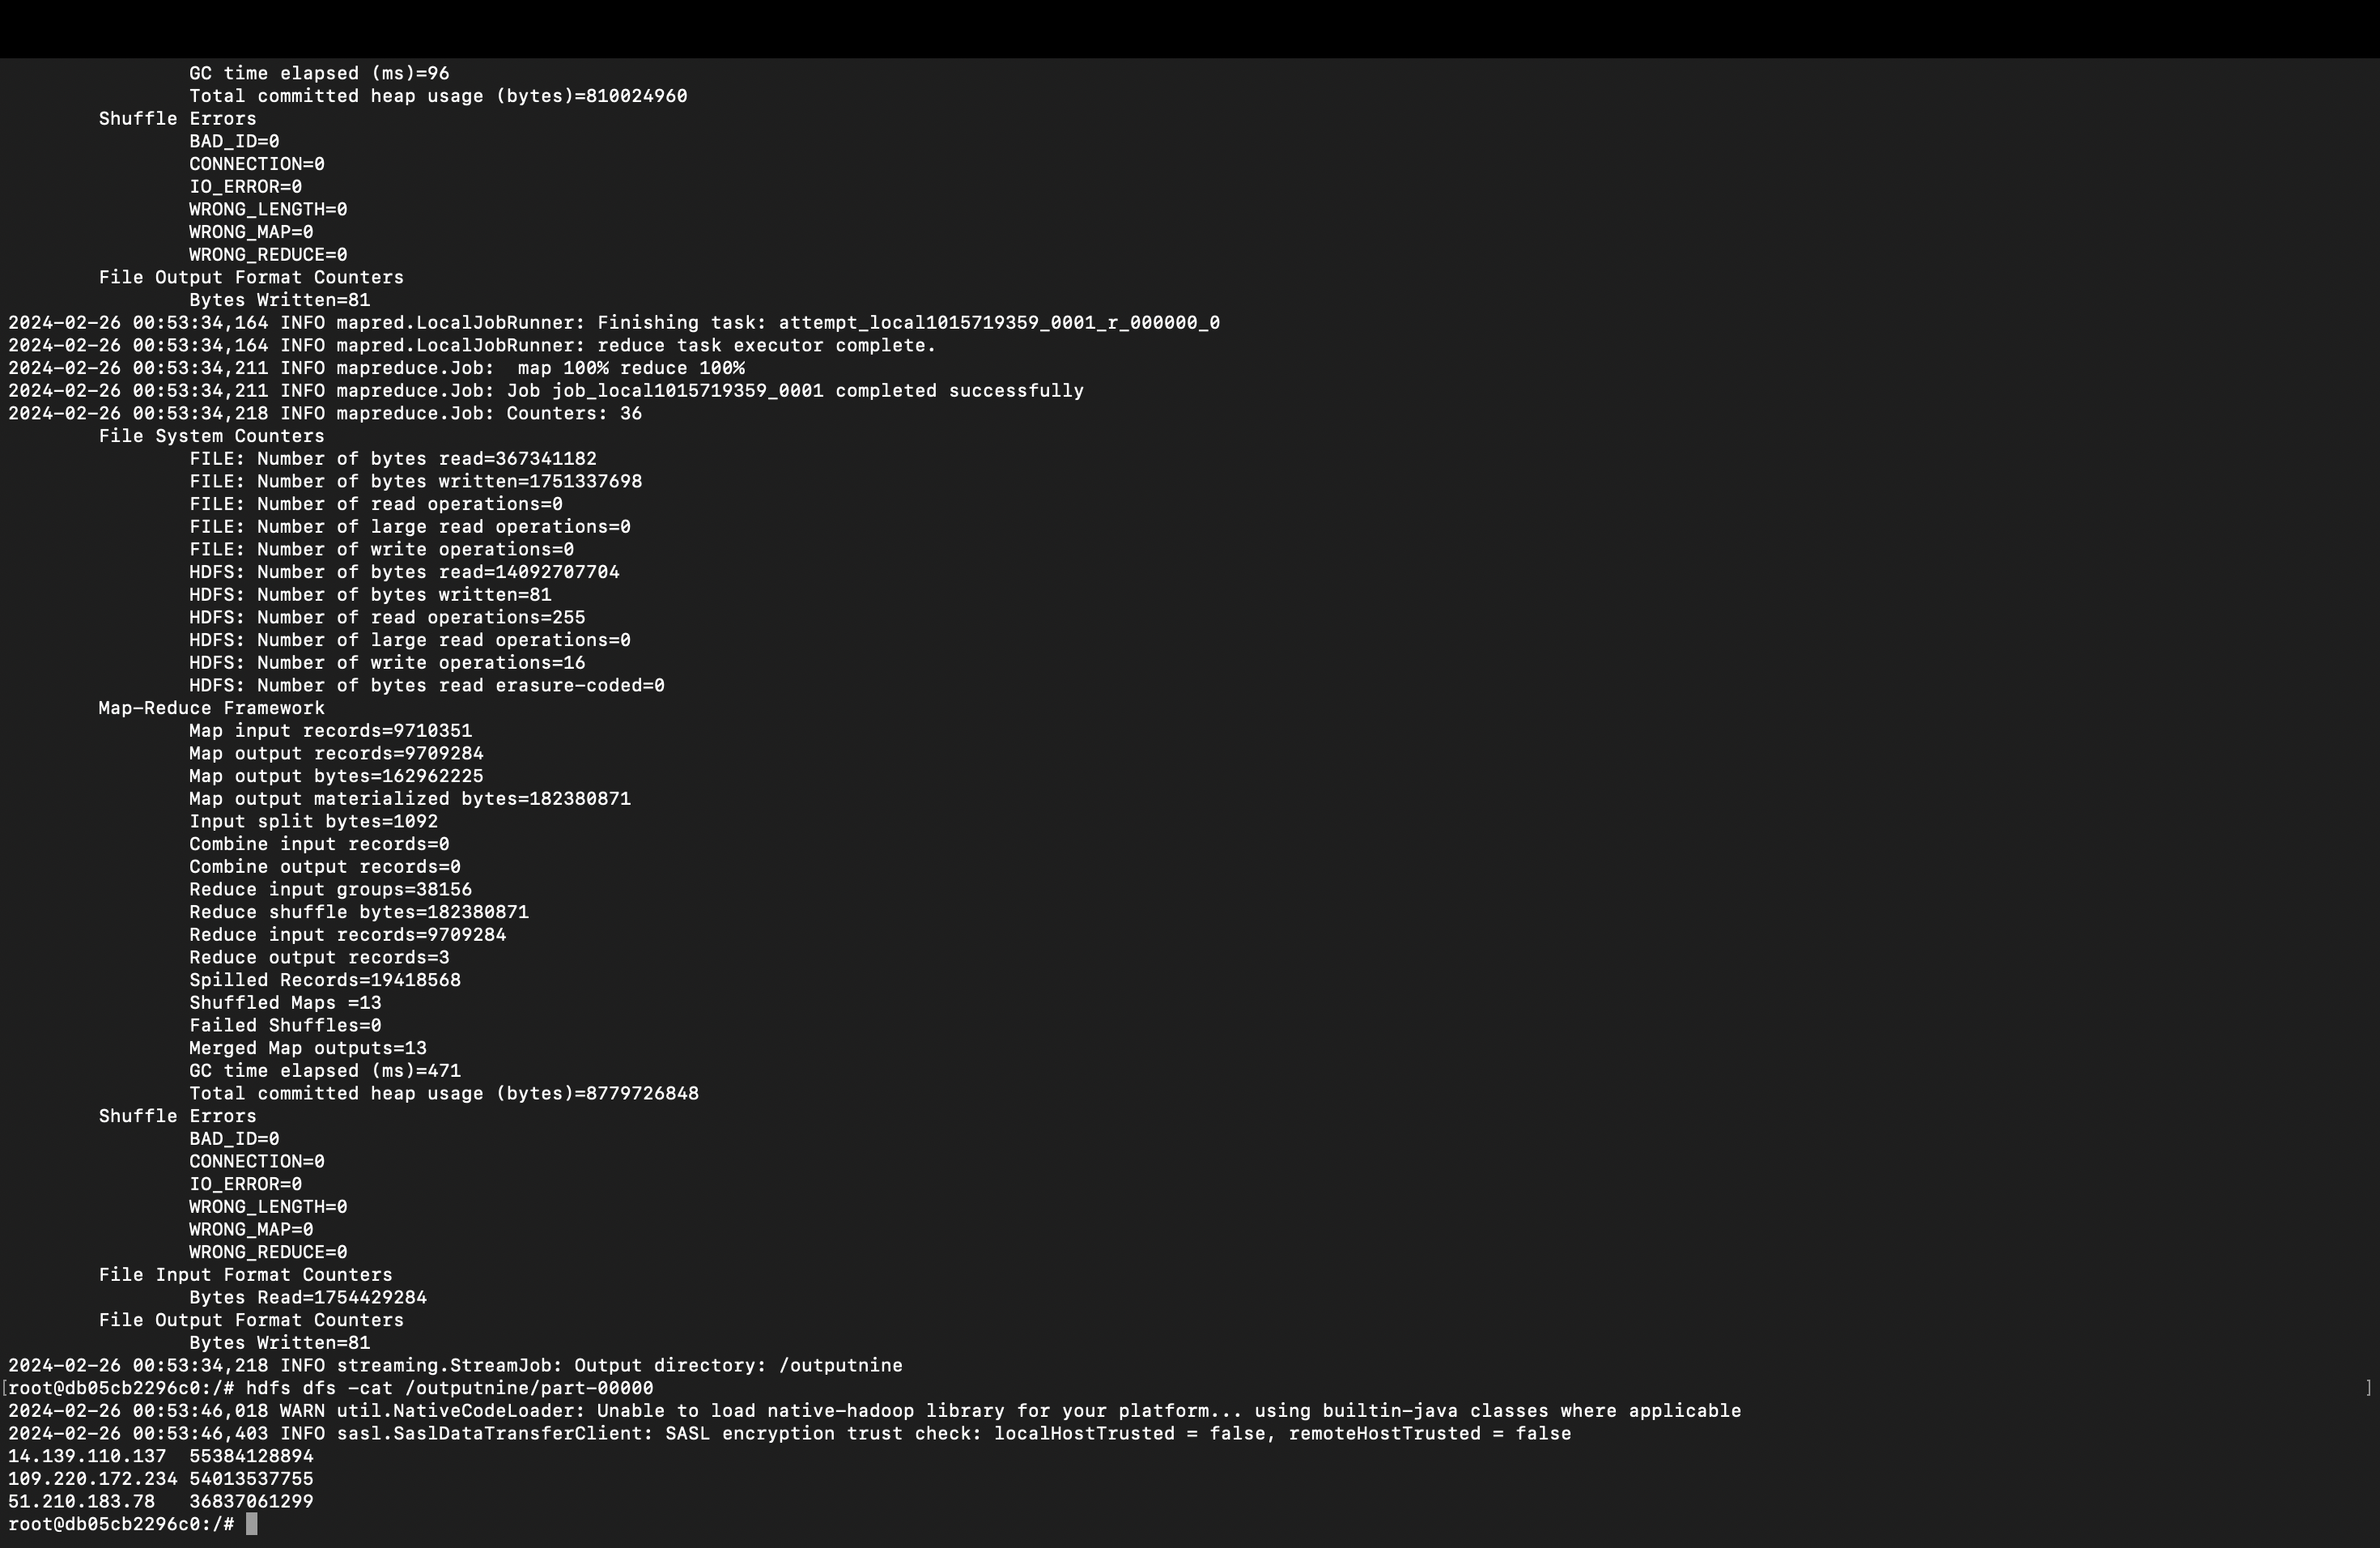 GC time elapsed (ms)=96
Total committed heap usage (bytes)=810024960
Shuffle Errors
BAD_ID=0
CONNECTION=0
IO_ERROR=0
WRONG_LENGTH=0
WRONG_MAP=0
WRONG_REDUCE=0
File Output Format Counters
Bytes Written=81
2024-02-26 00:53:34,164 INFO mapred.LocalJobRunner: Finishing task: attempt_local1015719359_0001_r_000000_0
2024-02-26 00:53:34,164 INFO mapred.LocalJobRunner: reduce task executor complete.
2024-02-26 00:53:34,211 INFO mapreduce.Job:  map 100% reduce 100%
2024-02-26 00:53:34,211 INFO mapreduce.Job: Job job_local1015719359_0001 completed successfully
2024-02-26 00:53:34,218 INFO mapreduce.Job: Counters: 36
File System Counters
FILE: Number of bytes read=367341182
FILE: Number of bytes written=1751337698
FILE: Number of read operations=0
FILE: Number of large read operations=0
FILE: Number of write operations=0
HDFS: Number of bytes read=14092707704
HDFS: Number of bytes written=81
HDFS: Number of read operations=255
HDFS: Number of large read operations=0
HDFS: Number of write operations=16
HDFS: Number of bytes read erasure-coded=0
Map-Reduce Framework
Map input records=9710351
Map output records=9709284
Map output bytes=162962225
Map output materialized bytes=182380871
Input split bytes=1092
Combine input records=0
Combine output records=0
Reduce input groups=38156
Reduce shuffle bytes=182380871
Reduce input records=9709284
Reduce output records=3
Spilled Records=19418568
Shuffled Maps =13
Failed Shuffles=0
Merged Map outputs=13
GC time elapsed (ms)=471
Total committed heap usage (bytes)=8779726848
Shuffle Errors
BAD_ID=0
CONNECTION=0
IO_ERROR=0
WRONG_LENGTH=0
WRONG_MAP=0
WRONG_REDUCE=0
File Input Format Counters
Bytes Read=1754429284
File Output Format Counters
Bytes Written=81
2024-02-26 00:53:34,218 INFO streaming.StreamJob: Output directory: /outputnine
[root@db05cb2296c0:/# hdfs dfs -cat /outputnine/part-00000 ]
2024-02-26 00:53:46,018 WARN util.NativeCodeLoader: Unable to load native-hadoop library for your platform... using builtin-java classes where applicable
2024-02-26 00:53:46,403 INFO sasl.SaslDataTransferClient: SASL encryption trust check: localHostTrusted = false, remoteHostTrusted = false
14.139.110.137  55384128894
109.220.172.234 54013537755
51.210.183.78   36837061299
root@db05cb2296c0:/#